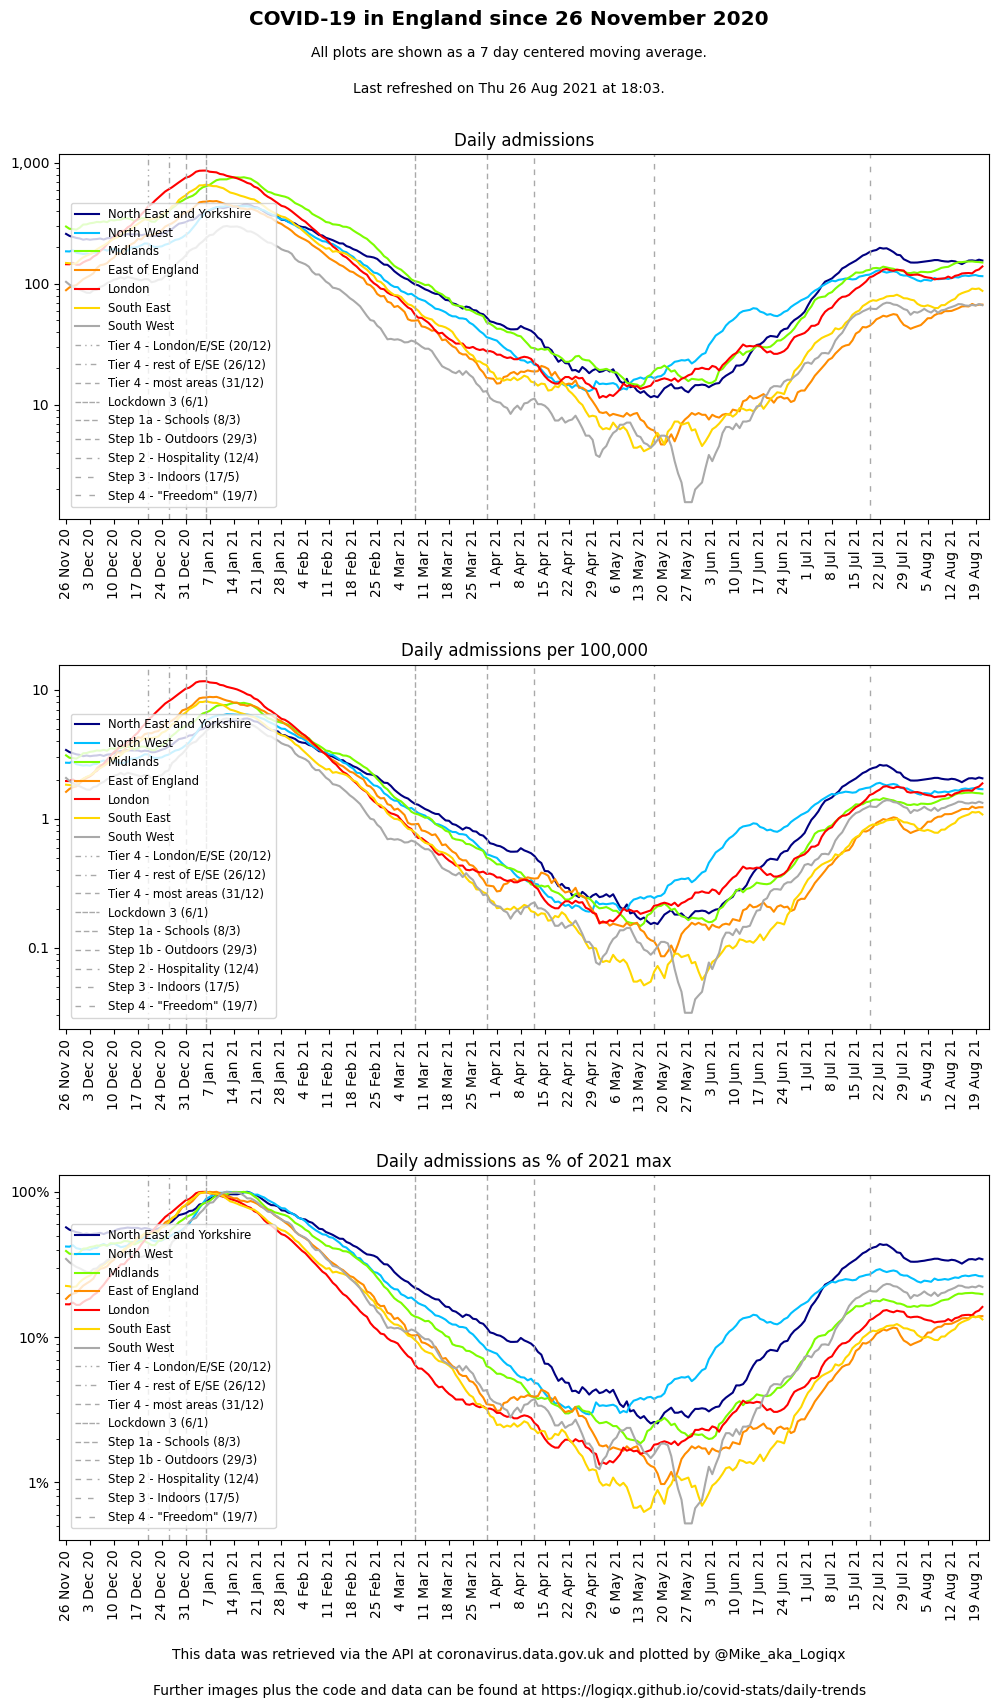 COVID-19 in England since 26 November 2020
All plots are shown as a 7 day centered moving average.
Last refreshed on Thu 26 Aug 2021 at 18:03.
Daily admissions
1,000
100
10
North East and Yorkshire
North West
Midlands
East of England
London
South East
South West
Tier 4 - London/E/SE (20/12)
Tier 4 - rest of E/SE (26/12)
Tier 4 - most areas (31/12)
Lockdown 3 (6/1)
Step 1a - Schools (8/3)
Step 1b - Outdoors (29/3)
Step 2 - Hospitality (12/4)
Step 3 - Indoors (17/5)
Step 4 - "Freedom" (19/7)
26 Nov 20 3 Dec 20 10 Dec 20 17 Dec 20 24 Dec 20 31 Dec 20 7 Jan 21 14 Jan 21 21 Jan 21 28 Jan 21 4 Feb 21 11 Feb 21 18 Feb 21 25 Feb 21 4 Mar 21 11 Mar 21 18 Mar 21 25 Mar 21 1 Apr 21 8 Apr 21 15 Apr 21 22 Apr 21 29 Apr 21 6 May 21 13 May 21 20 May 21 27 May 21 3 Jun 21 10 Jun 21 17 Jun 21 24 Jun 21 1 Jul 21 8 Jul 21 15 Jul 21 22 Jul 21 29 Jul 21 5 Aug 21 12 Aug 21 19 Aug 21
Daily admissions per 100,000
10
1
0.1
North East and Yorkshire
North West
Midlands
East of England
London
South East
South West
Tier 4 - London/E/SE (20/12)
Tier 4 - rest of E/SE (26/12)
Tier 4 - most areas (31/12)
Lockdown 3 (6/1)
Step 1a - Schools (8/3)
Step 1b - Outdoors (29/3)
Step 2 - Hospitality (12/4)
Step 3 - Indoors (17/5)
Step 4 - "Freedom" (19/7)
26 Nov 20 3 Dec 20 10 Dec 20 17 Dec 20 24 Dec 20 31 Dec 20 7 Jan 21 14 Jan 21 21 Jan 21 28 Jan 21 4 Feb 21 11 Feb 21 18 Feb 21 25 Feb 21 4 Mar 21 11 Mar 21 18 Mar 21 25 Mar 21 1 Apr 21 8 Apr 21 15 Apr 21 22 Apr 21 29 Apr 21 6 May 21 13 May 21 20 May 21 27 May 21 3 Jun 21 10 Jun 21 17 Jun 21 24 Jun 21 1 Jul 21 8 Jul 21 15 Jul 21 22 Jul 21 29 Jul 21 5 Aug 21 12 Aug 21 19 Aug 21
Daily admissions as % of 2021 max
100%
10%
1%
North East and Yorkshire
North West
Midlands
East of England
London
South East
South West
Tier 4 - London/E/SE (20/12)
Tier 4 - rest of E/SE (26/12)
Tier 4 - most areas (31/12)
Lockdown 3 (6/1)
Step 1a - Schools (8/3)
Step 1b - Outdoors (29/3)
Step 2 - Hospitality (12/4)
Step 3 - Indoors (17/5)
Step 4 - "Freedom" (19/7)
26 Nov 20 3 Dec 20 10 Dec 20 17 Dec 20 24 Dec 20 31 Dec 20 7 Jan 21 14 Jan 21 21 Jan 21 28 Jan 21 4 Feb 21 11 Feb 21 18 Feb 21 25 Feb 21 4 Mar 21 11 Mar 21 18 Mar 21 25 Mar 21 1 Apr 21 8 Apr 21 15 Apr 21 22 Apr 21 29 Apr 21 6 May 21 13 May 21 20 May 21 27 May 21 3 Jun 21 10 Jun 21 17 Jun 21 24 Jun 21 1 Jul 21 8 Jul 21 15 Jul 21 22 Jul 21 29 Jul 21 5 Aug 21 12 Aug 21 19 Aug 21
This data was retrieved via the API at coronavirus.data.gov.uk and plotted by @Mike_aka_Logiqx
Further images plus the code and data can be found at https://logiqx.github.io/covid-stats/daily-trends